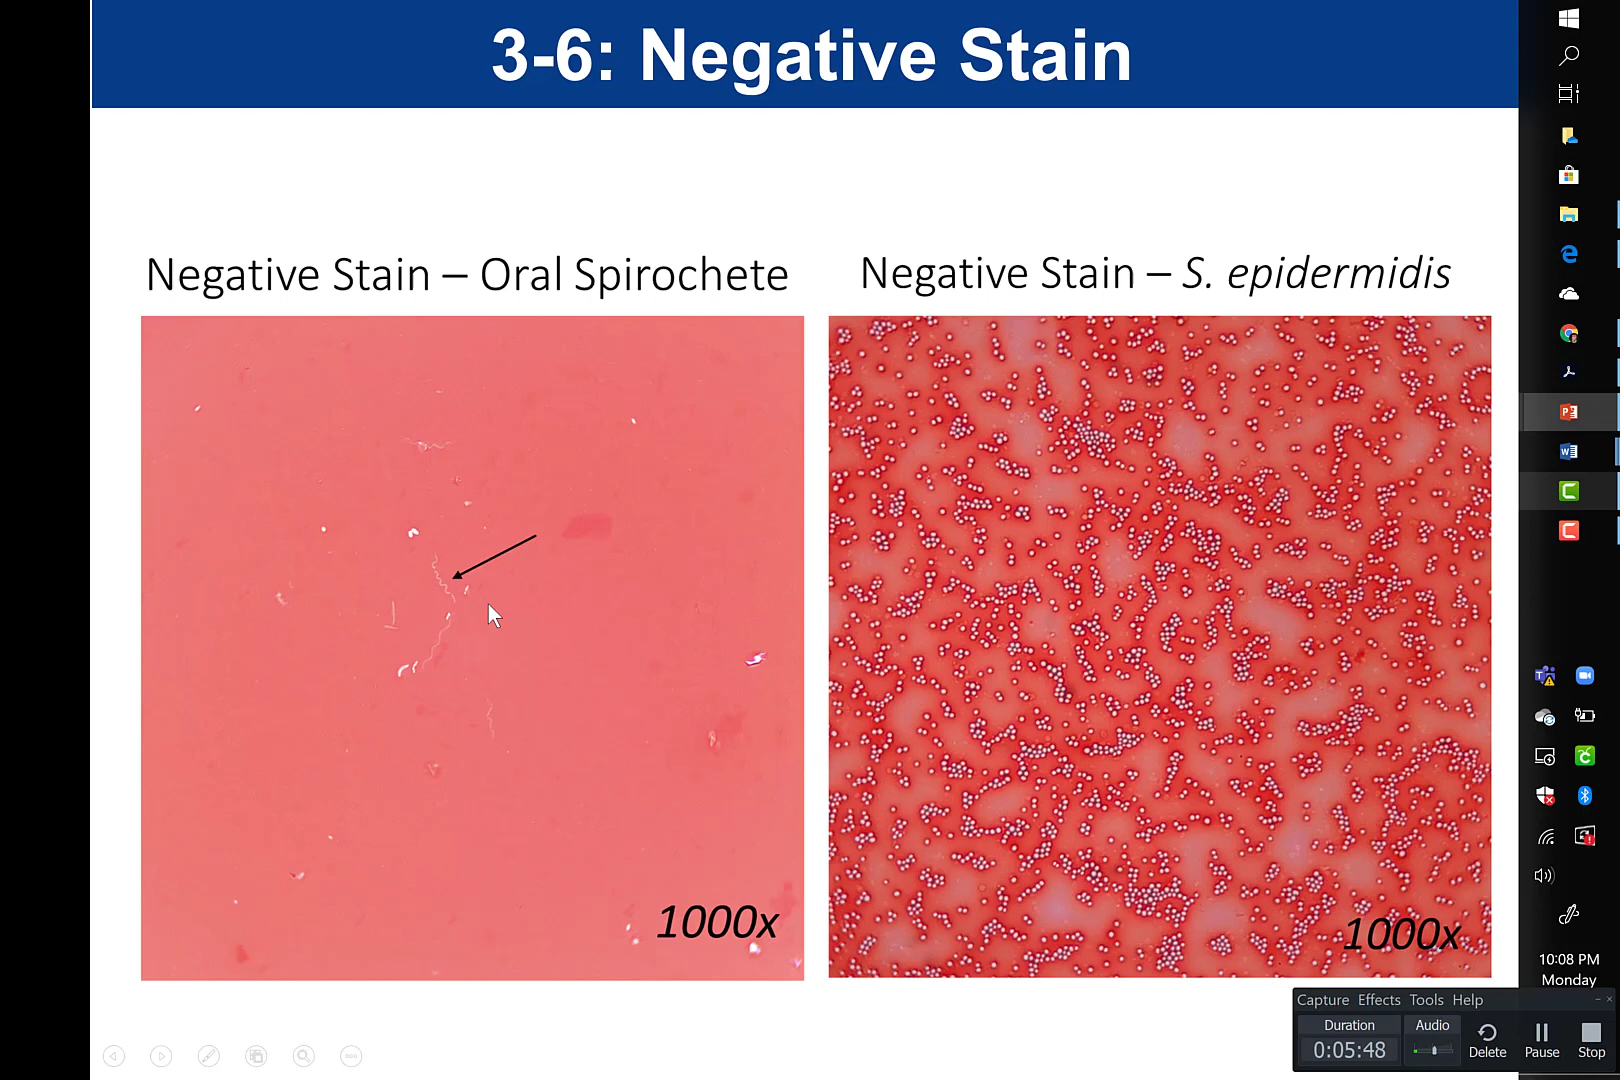 3-6: Negative Stain
Negative Stain – Oral Spirochete
Negative Stain – S. epidermidis
1000x
1000x
10:08 PM
Monday
Capture Effects Tools Help
Duration
Audio
0:05:48
Delete
Pause
Stop